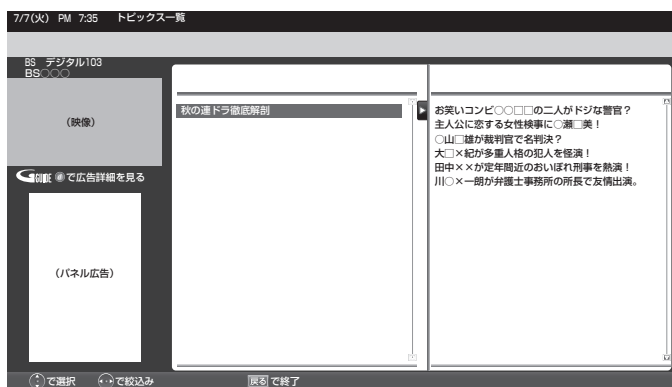 7/7(火) PM 7:35 トピックス一覧
BS デジタル103
BS○○○
(映像)
G GUIDE で広告詳細を見る
(パネル広告)
秋の連ドラ徹底解剖
お笑いコンビ○○□□の二人がドジな警官?
主人公に恋する女性検事に○瀬□美!
○山□雄が裁判官で名判決?
大□×紀が多重人格の犯人を怪演!
田中××が定年間近のおいぼれ刑事を熱演!
川○×一朗が弁護士事務所の所長で友情出演。
で選択 で絞込み 戻る で終了